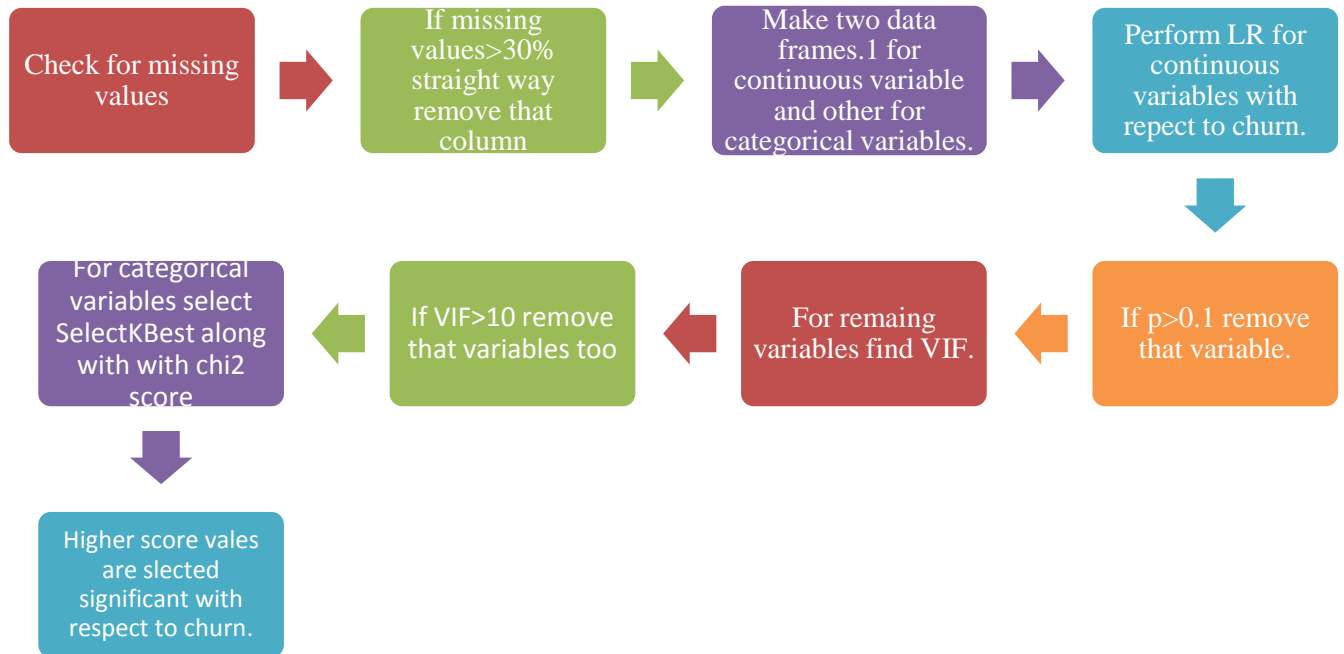 Check for missing
values
If missing
values>30%
straight way
remove that
column
Make two data
frames.1 for
continuous variable
and other for
categorical variables.
Perform LR for
continuous
variables with
repect to churn.
If p>0.1 remove
that variable.
For remaing
variables find VIF.
If VIF>10 remove
that variables too
For categorical
variables select
SelectKBest along
with with chi2
score
Higher score vales
are slected
significant with
respect to churn.